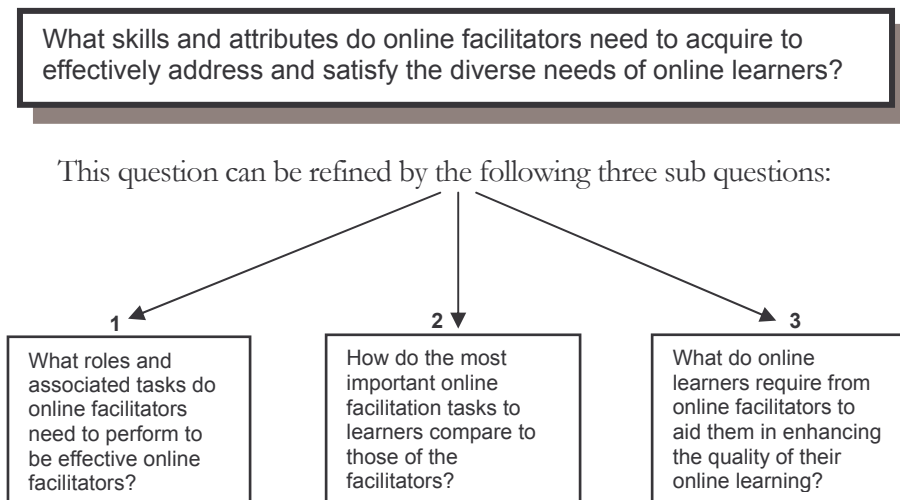 What skills and attributes do online facilitators need to acquire to
effectively address and satisfy the diverse needs of online learners?
This question can be refined by the following three sub questions:
1
What roles and
associated tasks do
online facilitators
need to perform to
be effective online
facilitators?
2
How do the most
important online
facilitation tasks to
learners compare to
those of the
facilitators?
3
What do online
learners require from
online facilitators to
aid them in enhancing
the quality of their
online learning?